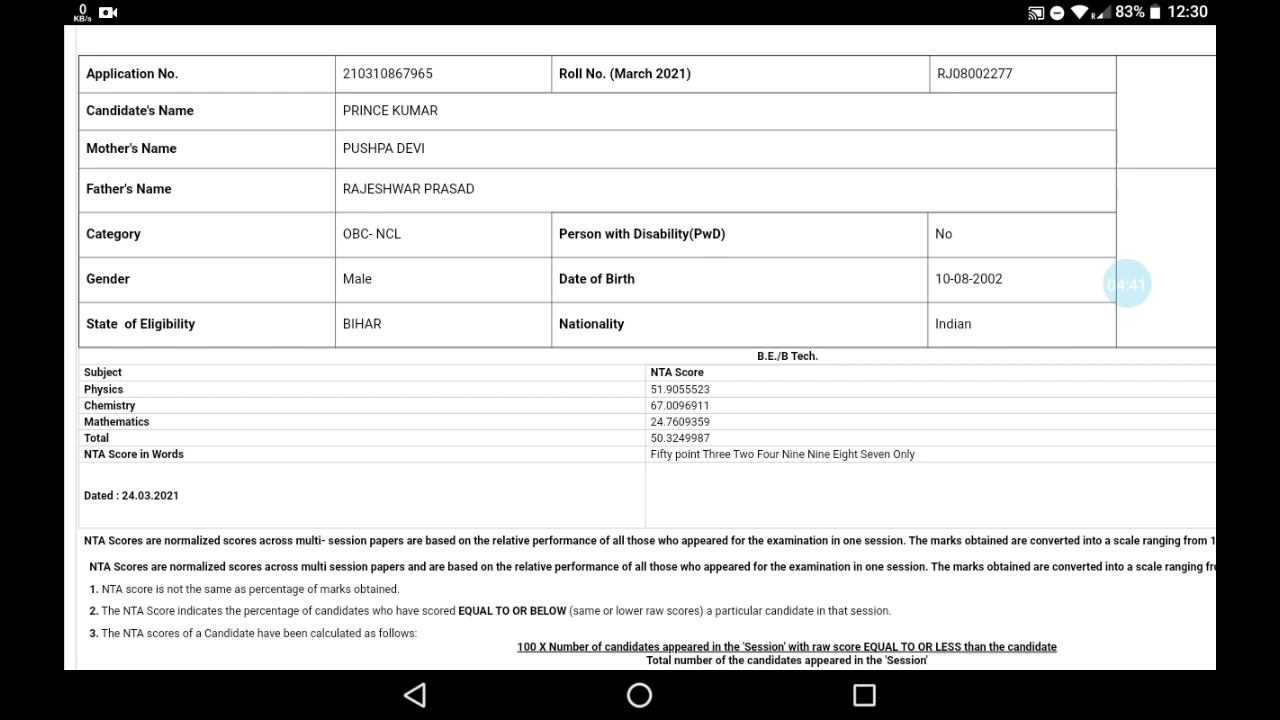 0
KB/s
R 83% 12:30
Application No. 210310867965 Roll No. (March 2021) RJ08002277
Candidate's Name PRINCE KUMAR
Mother's Name PUSHPA DEVI
Father's Name RAJESHWAR PRASAD
Category OBC- NCL Person with Disability(PwD) No
Gender Male Date of Birth 10-08-2002
04:41
State of Eligibility BIHAR Nationality Indian
B.E./B Tech.
Subject NTA Score
Physics 51.9055523
Chemistry 67.0096911
Mathematics 24.7609359
Total 50.3249987
NTA Score in Words Fifty point Three Two Four Nine Nine Eight Seven Only
Dated : 24.03.2021
NTA Scores are normalized scores across multi- session papers are based on the relative performance of all those who appeared for the examination in one session. The marks obtained are converted into a scale ranging from 1
NTA Scores are normalized scores across multi session papers and are based on the relative performance of all those who appeared for the examination in one session. The marks obtained are converted into a scale ranging fr
1. NTA score is not the same as percentage of marks obtained.
2. The NTA Score indicates the percentage of candidates who have scored EQUAL TO OR BELOW (same or lower raw scores) a particular candidate in that session.
3. The NTA scores of a Candidate have been calculated as follows:
100 X Number of candidates appeared in the 'Session' with raw score EQUAL TO OR LESS than the candidate
Total number of the candidates appeared in the 'Session'